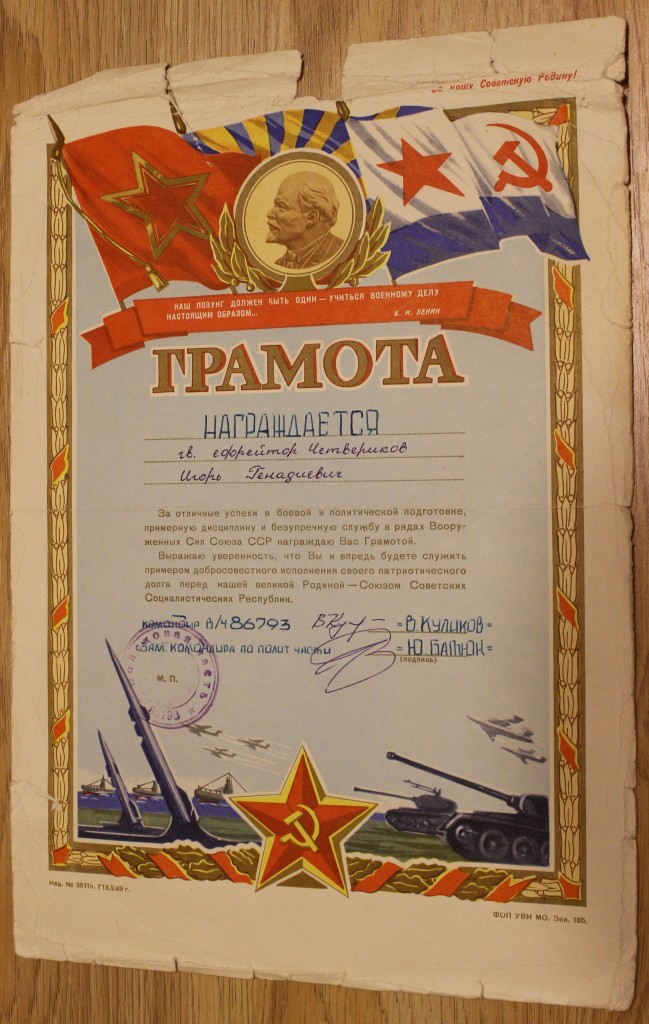 нашу Советскую Родину!
НАШ ЛОЗУНГ ДОЛЖЕН БЫТЬ ОДИН — УЧИТЬСЯ ВОЕННОМУ ДЕЛУ
НАСТОЯЩИМ ОБРАЗОМ...
В. И. ЛЕНИН
ГРАМОТА
НАГРАЖДАЕТСЯ
гв. ефрейтор Четвериков
Игорь Генадиевич
За отличные успехи в боевой и политической подготовке,
примерную дисциплину и безупречную службу в рядах Воору-
женных Сил Союза ССР награждаю Вас Грамотой.
Выражаю уверенность, что Вы и впредь будете служить
примером добросовестного исполнения своего патриотического
долга перед нашей великой Родиной — Союзом Советских
Социалистических Республик.
КОМАНДИР В/Ч 86793 =В.КУЛИКОВ=
ЗАМ. КОМАНДИРА ПО ПОЛИТ ЧАСТИ =Ю.БАТЮК=
(подпись)
М. П.
войсковая часть
Изд. № 3311п. Г13.2.69 г.
ФОП УВИ МО. Зак. 185.